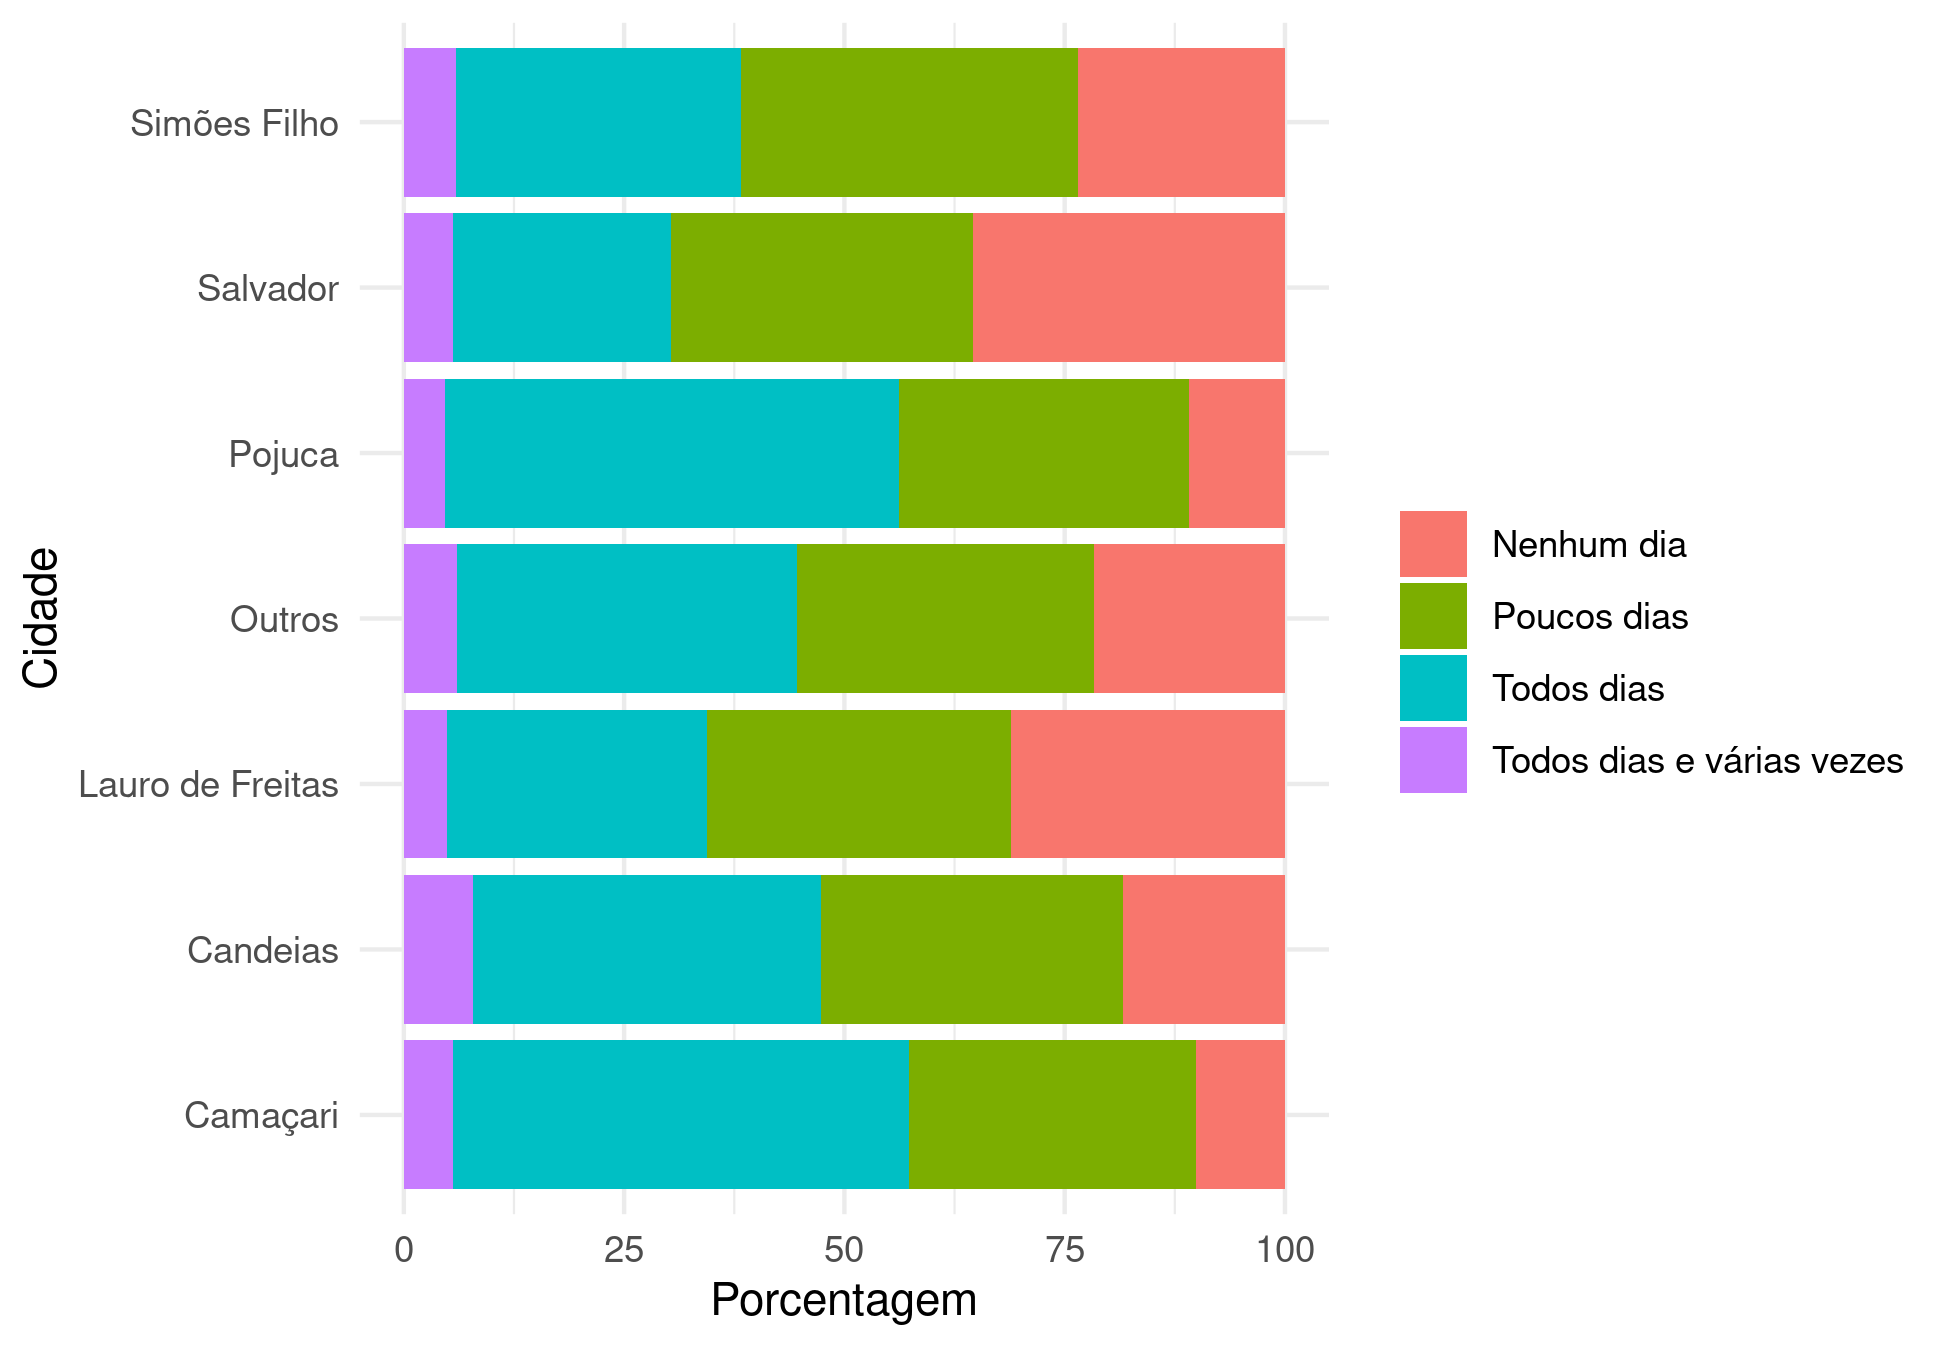 Simões Filho
Salvador
Pojuca
Outros
Lauro de Freitas
Candeias
Camaçari
Cidade
0 25 50 75 100
Porcentagem
Nenhum dia
Poucos dias
Todos dias
Todos dias e várias vezes